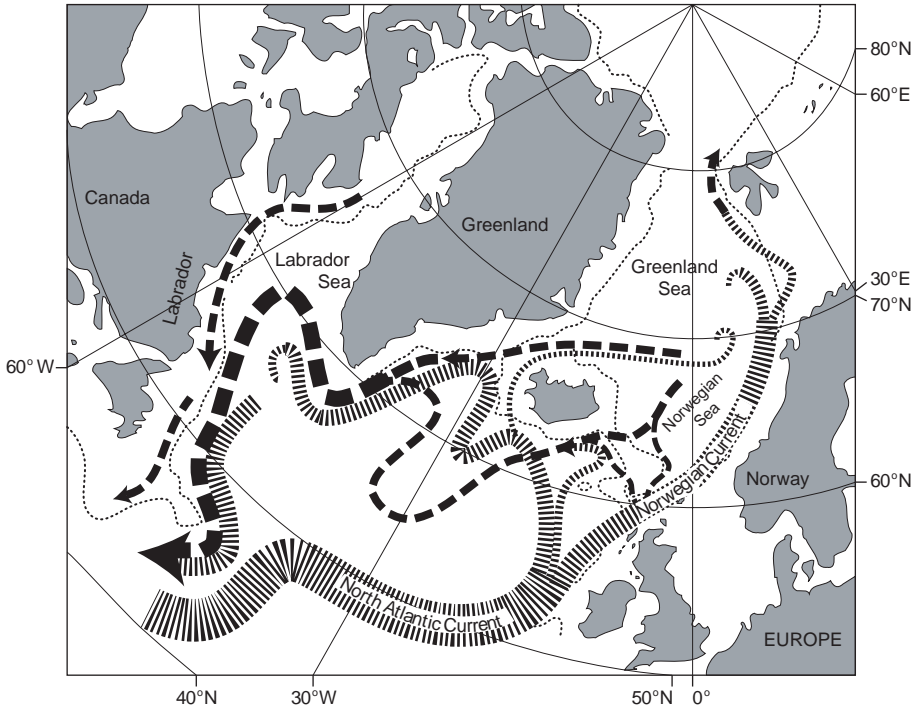 80°N
60°E
Canada
Greenland
Labrador
Labrador
Sea
Greenland
Sea
30°E
70°N
60°W
Norwegian
Sea
Norwegian Current
Norway
60°N
North Atlantic Current
EUROPE
40°N
30°W
50°N
0°